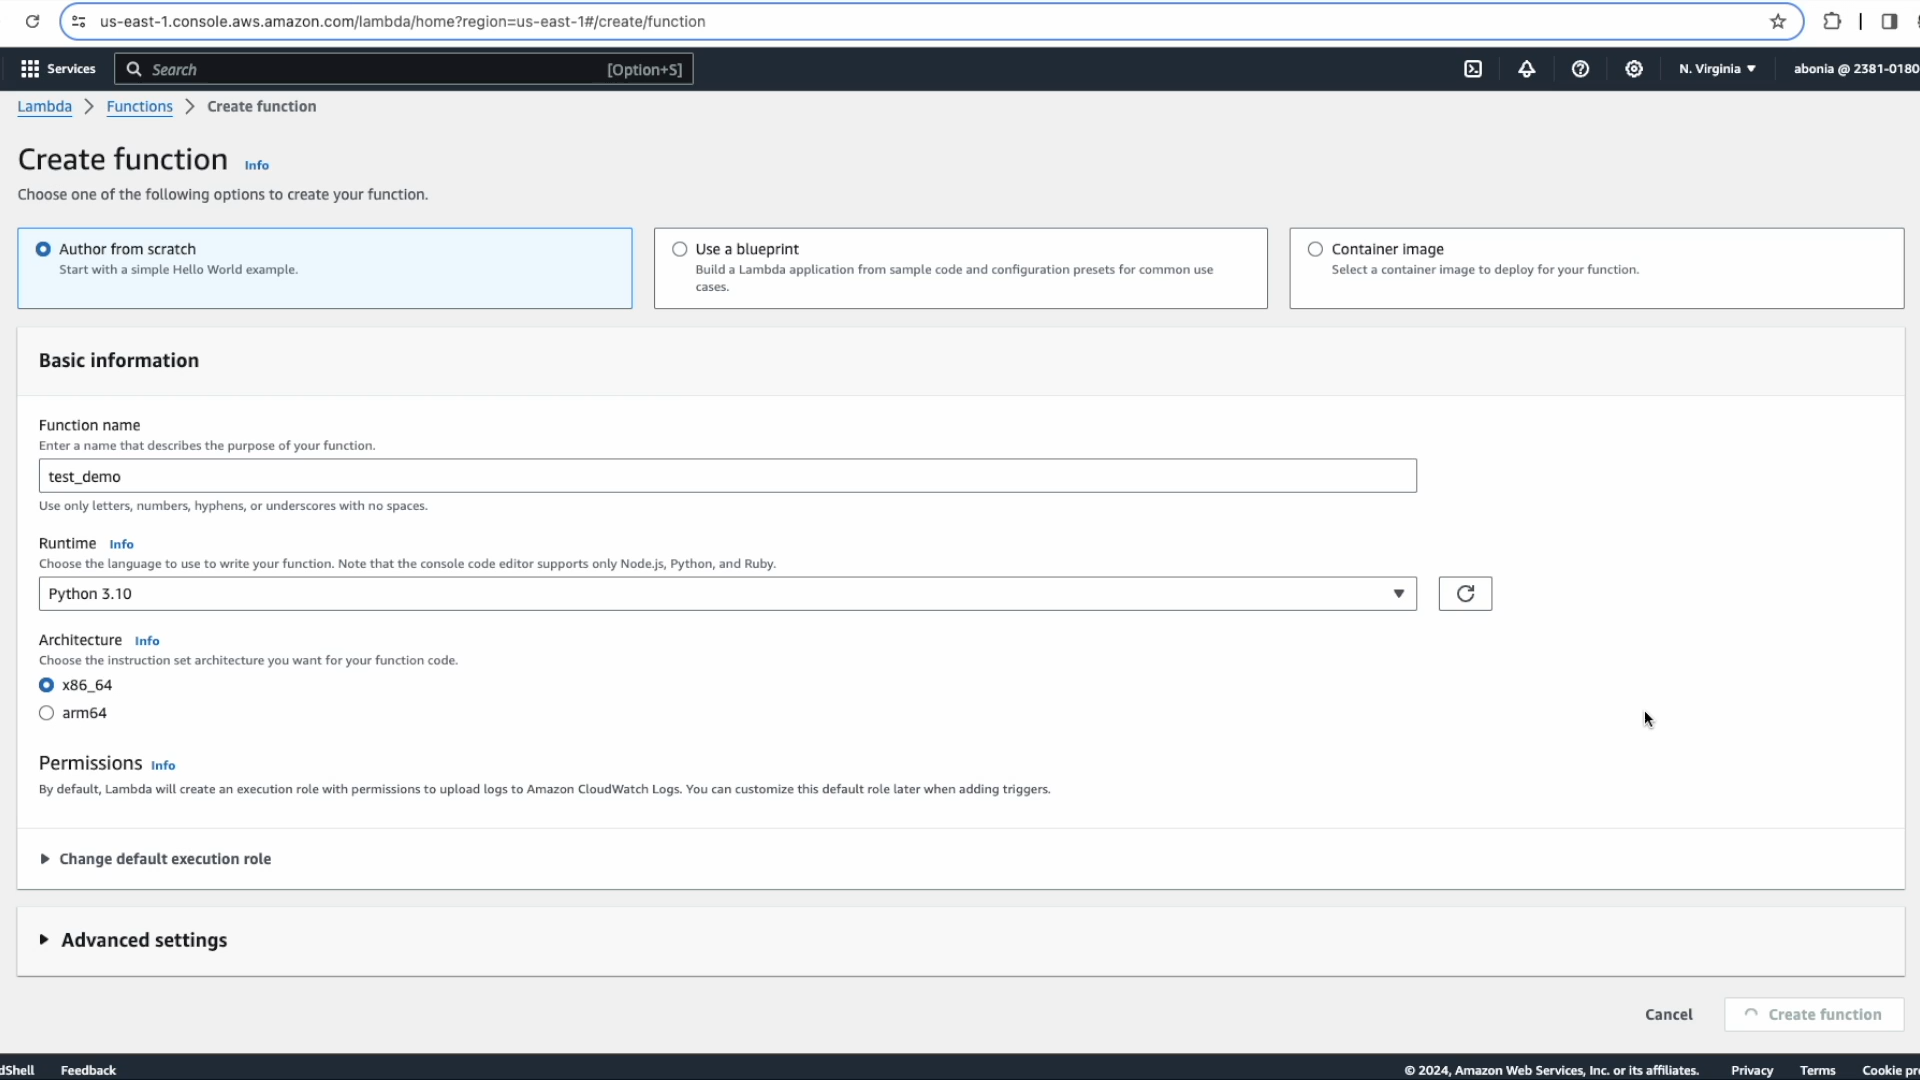 us-east-1.console.aws.amazon.com/lambda/home?region=us-east-1#/create/function
Services
Search [Option+S]
N. Virginia ▼
abonia @ 2381-0180
Lambda > Functions > Create function
Create function Info
Choose one of the following options to create your function.
Author from scratch
Start with a simple Hello World example.
Use a blueprint
Build a Lambda application from sample code and configuration presets for common use
cases.
Container image
Select a container image to deploy for your function.
Basic information
Function name
Enter a name that describes the purpose of your function.
test_demo
Use only letters, numbers, hyphens, or underscores with no spaces.
Runtime Info
Choose the language to use to write your function. Note that the console code editor supports only Node.js, Python, and Ruby.
Python 3.10
Architecture Info
Choose the instruction set architecture you want for your function code.
x86_64
arm64
Permissions Info
By default, Lambda will create an execution role with permissions to upload logs to Amazon CloudWatch Logs. You can customize this default role later when adding triggers.
Change default execution role
Advanced settings
Cancel
Create function
dShell Feedback
© 2024, Amazon Web Services, Inc. or its affiliates. Privacy Terms Cookie pr